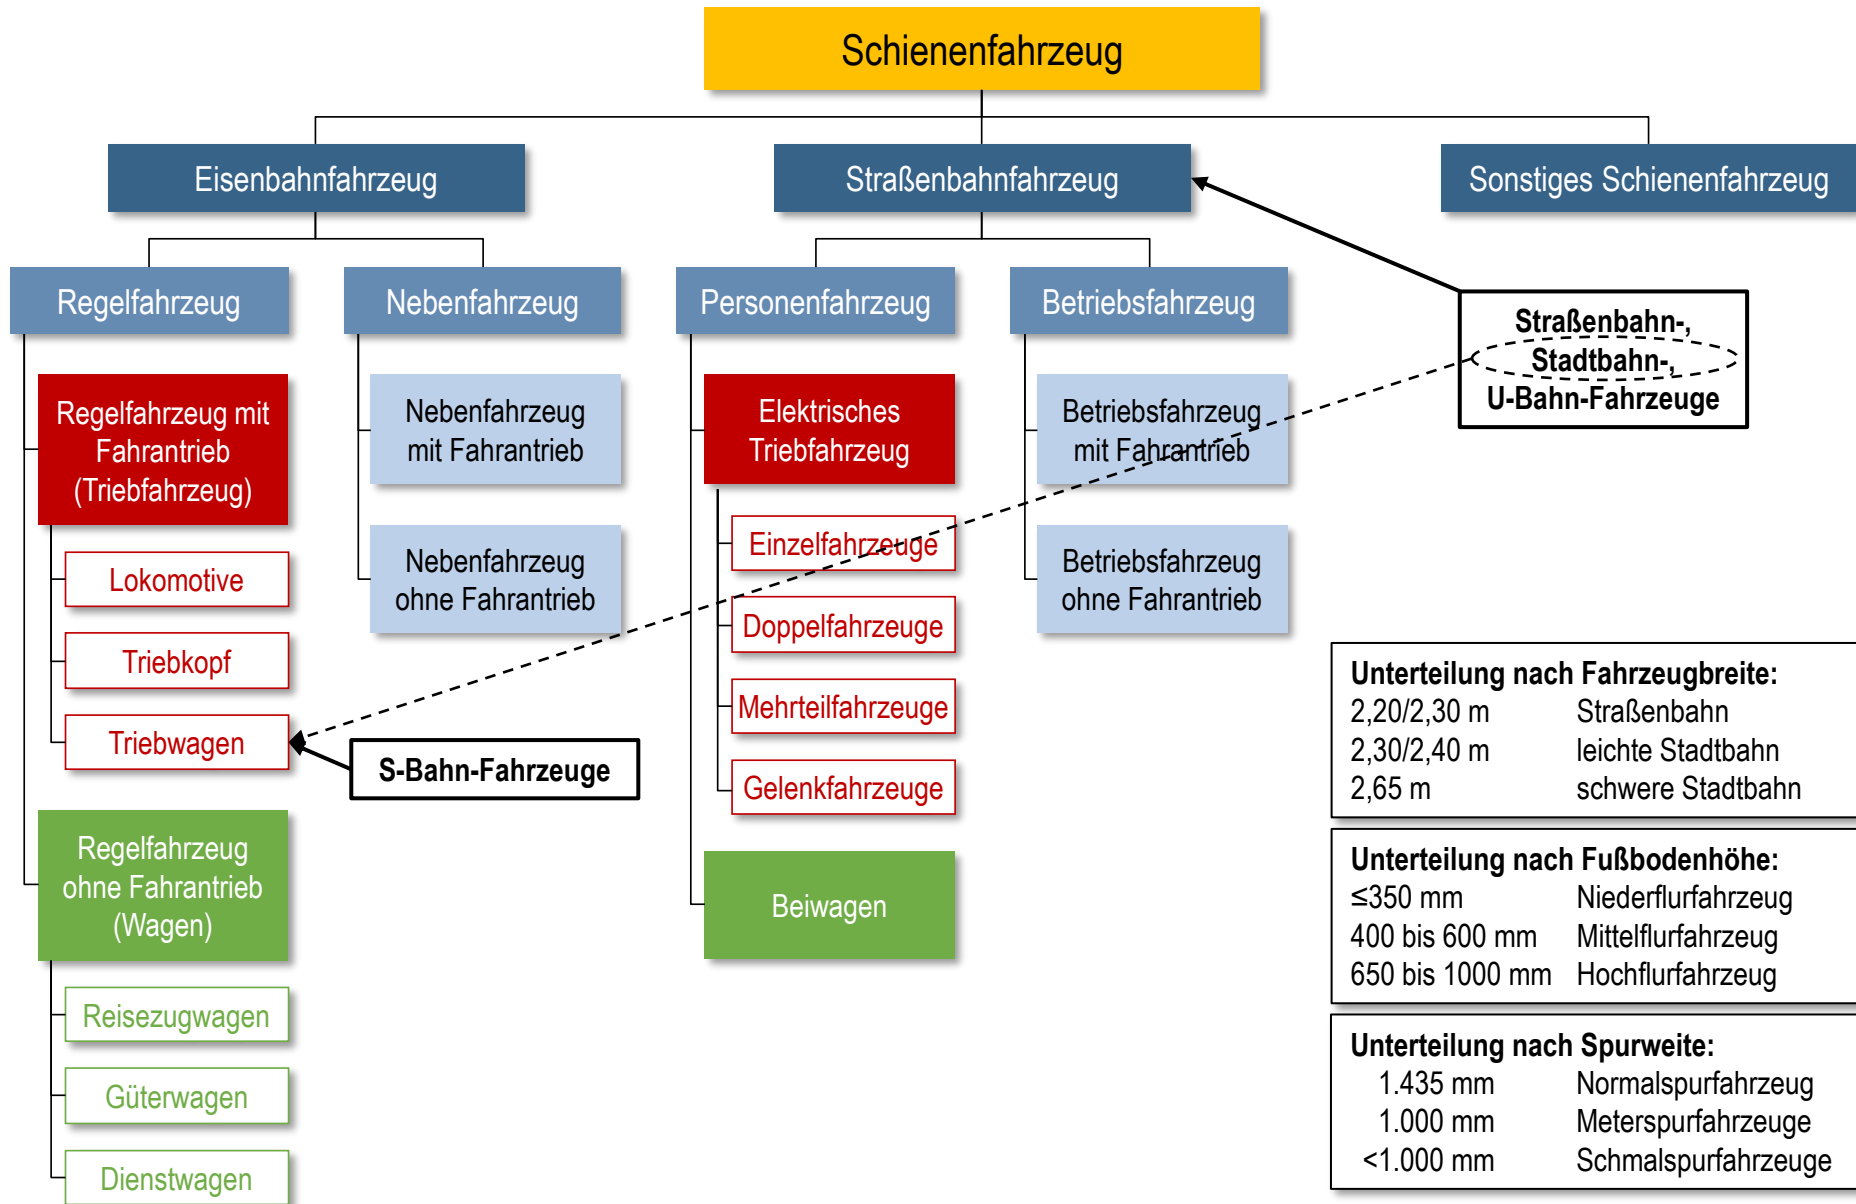 Schienenfahrzeug
Eisenbahnfahrzeug
Straßenbahnfahrzeug
Sonstiges Schienenfahrzeug
Regelfahrzeug
Nebenfahrzeug
Personenfahrzeug
Betriebsfahrzeug
Straßenbahn-,
Stadtbahn-,
U-Bahn-Fahrzeuge
Regelfahrzeug mit
Fahrantrieb
(Triebfahrzeug)
Lokomotive
Triebkopf
Triebwagen
S-Bahn-Fahrzeuge
Regelfahrzeug
ohne Fahrantrieb
(Wagen)
Reisezugwagen
Güterwagen
Dienstwagen
Nebenfahrzeug
mit Fahrantrieb
Nebenfahrzeug
ohne Fahrantrieb
Elektrisches
Triebfahrzeug
Einzelfahrzeuge
Doppelfahrzeuge
Mehrteilfahrzeuge
Gelenkfahrzeuge
Beiwagen
Betriebsfahrzeug
mit Fahrantrieb
Betriebsfahrzeug
ohne Fahrantrieb
Unterteilung nach Fahrzeugbreite:
2,20/2,30 m Straßenbahn
2,30/2,40 m leichte Stadtbahn
2,65 m schwere Stadtbahn
Unterteilung nach Fußbodenhöhe:
≤350 mm Niederflurfahrzeug
400 bis 600 mm Mittelflurfahrzeug
650 bis 1000 mm Hochflurfahrzeug
Unterteilung nach Spurweite:
1.435 mm Normalspurfahrzeug
1.000 mm Meterspurfahrzeuge
<1.000 mm Schmalspurfahrzeuge